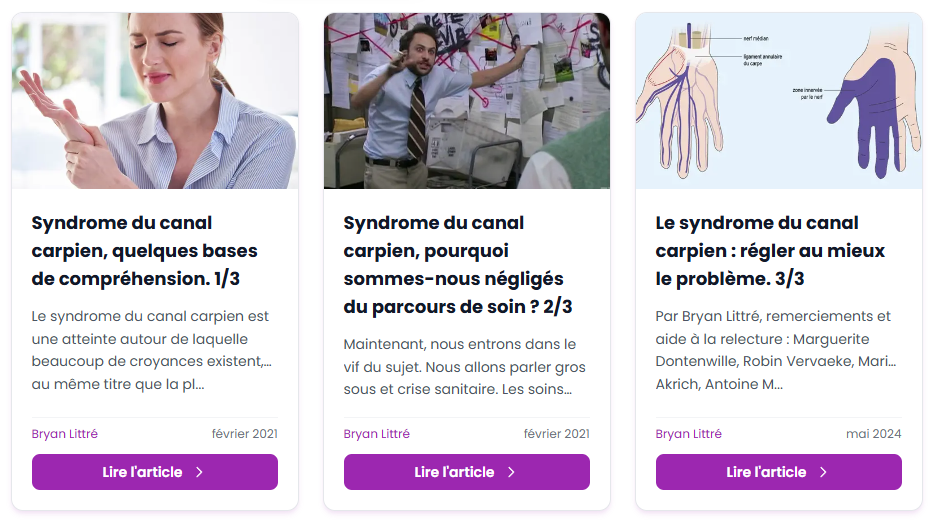 PEPE
SILVIA
nerf médian
ligament annulaire
du carpe
zone innervée
par le nerf
Syndrome du canal
carpien, quelques bases
de compréhension. 1/3
Le syndrome du canal carpien est
une atteinte autour de laquelle
beaucoup de croyances existent,...
au même titre que la pl...
Bryan Littré
février 2021
Lire l'article
Syndrome du canal
carpien, pourquoi
sommes-nous négligés
du parcours de soin ? 2/3
Maintenant, nous entrons dans le
vif du sujet. Nous allons parler gros
sous et crise sanitaire. Les soins...
Bryan Littré
février 2021
Lire l'article
Le syndrome du canal
carpien : régler au mieux
le problème. 3/3
Par Bryan Littré, remerciements et
aide à la relecture : Marguerite
Dontenwille, Robin Vervaeke, Mari...
Akrich, Antoine M...
Bryan Littré
mai 2024
Lire l'article